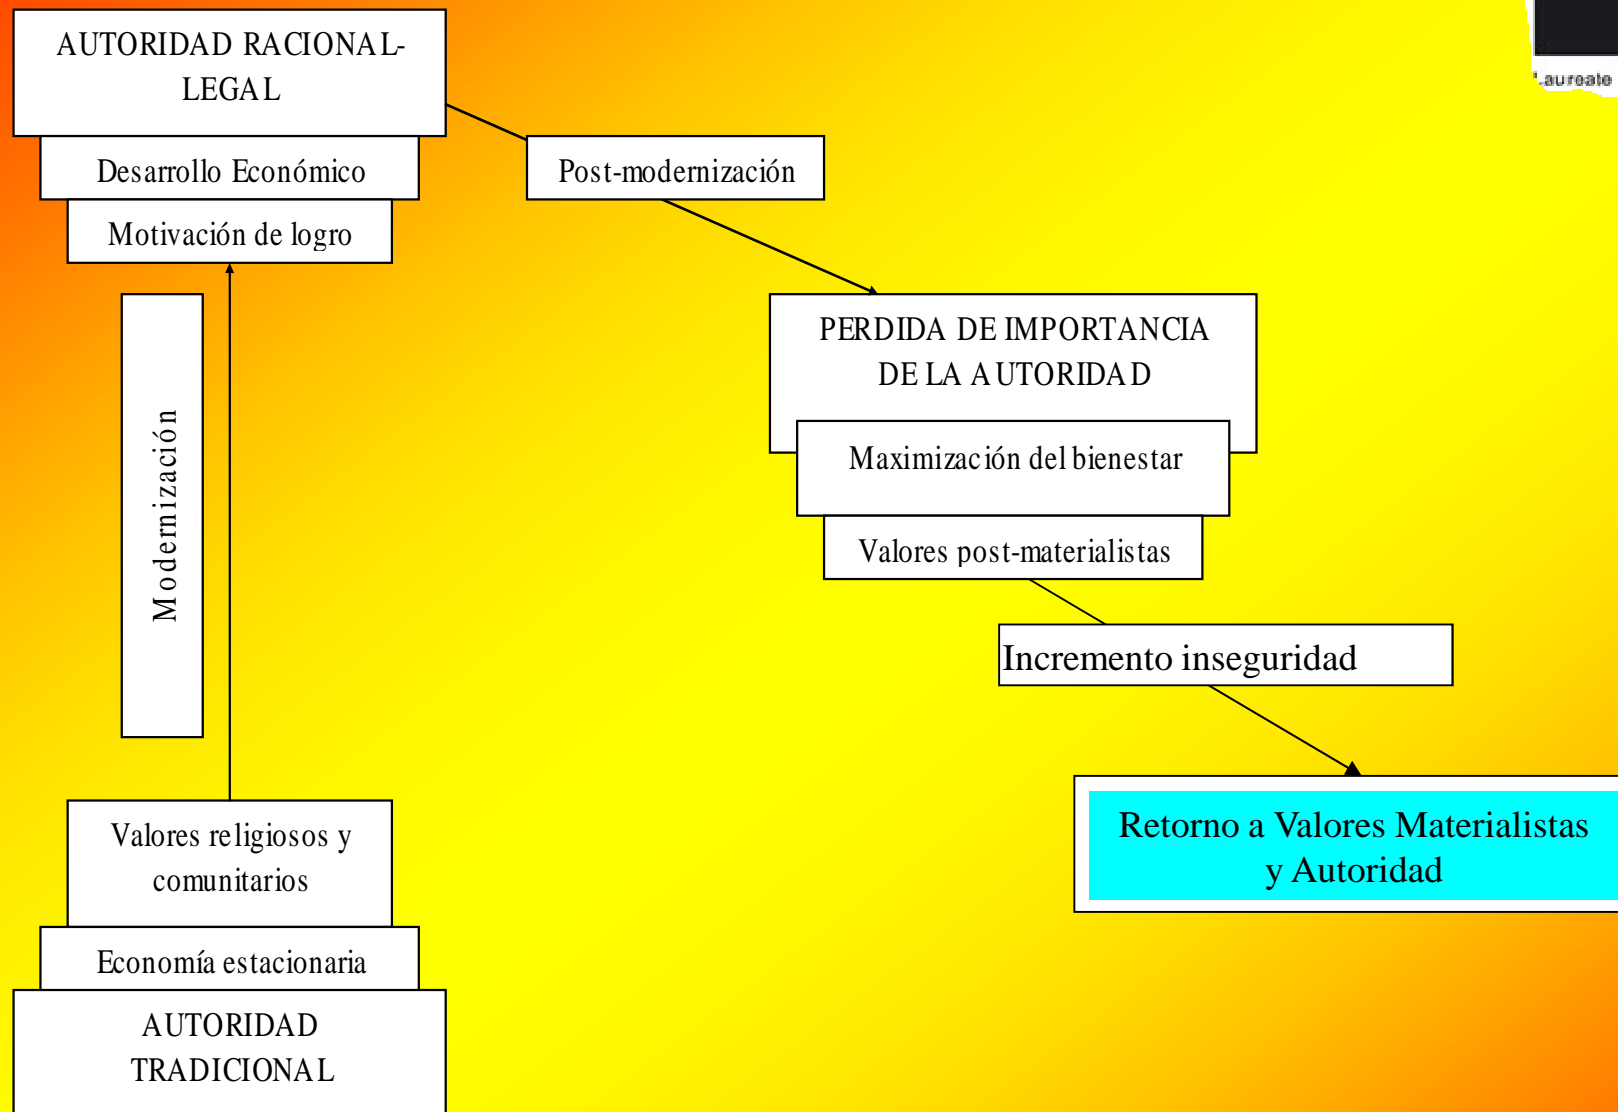 AUTORIDAD RACIONAL-
LEGAL
Desarrollo Económico
Motivación de logro
Post-modernización
Laureate
Modernización
PERDIDA DE IMPORTANCIA
DE LA AUTORIDAD
Maximización del bienestar
Valores post-materialistas
Incremento inseguridad
Retorno a Valores Materialistas
y Autoridad
Valores religiosos y
comunitarios
Economía estacionaria
AUTORIDAD
TRADICIONAL